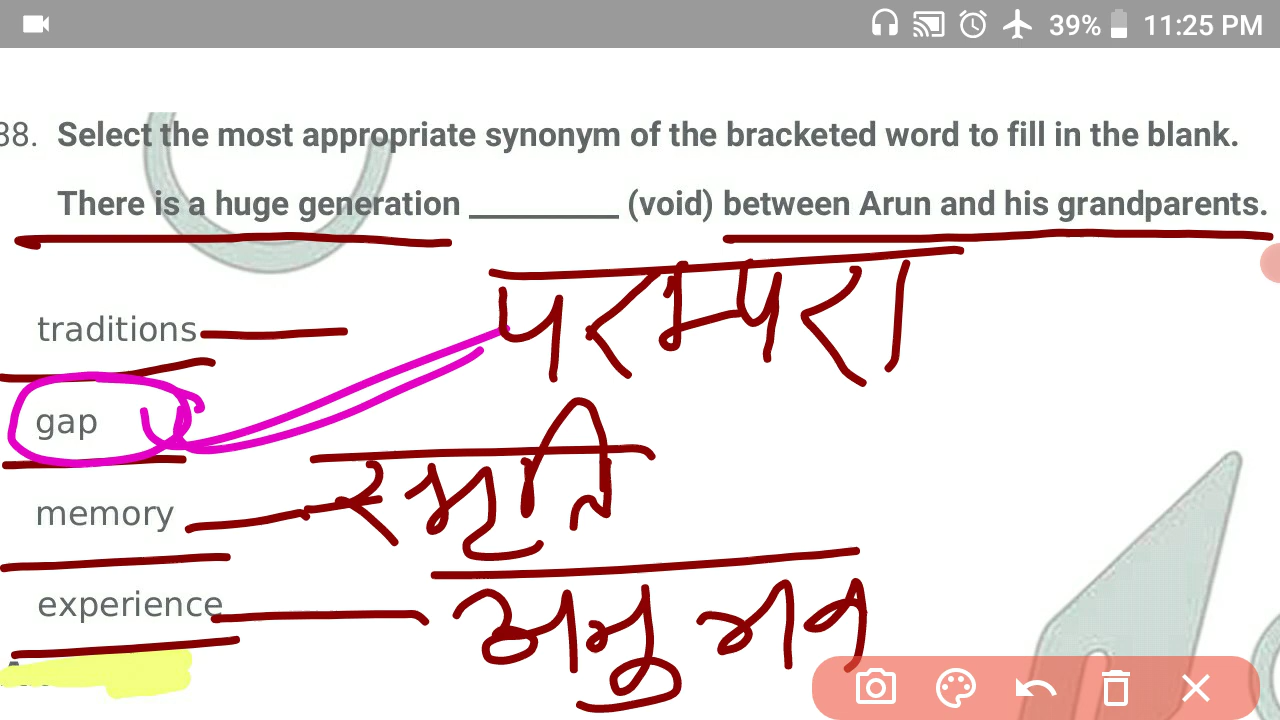 39% 11:25 PM
38. Select the most appropriate synonym of the bracketed word to fill in the blank.
There is a huge generation _________ (void) between Arun and his grandparents.
traditions परम्परा
gap
memory स्मृति
experience अनुभव